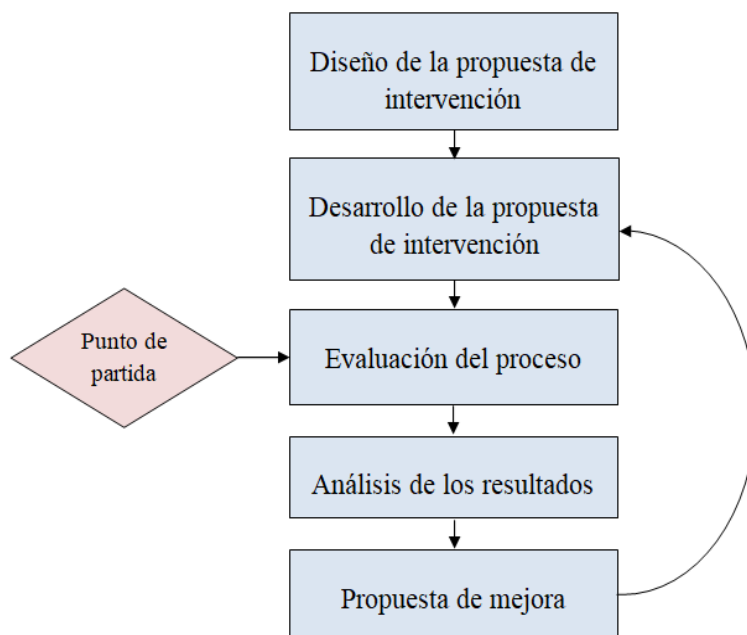 Diseño de la propuesta de
intervención
Desarrollo de la propuesta
de intervención
Punto de
partida
Evaluación del proceso
Análisis de los resultados
Propuesta de mejora